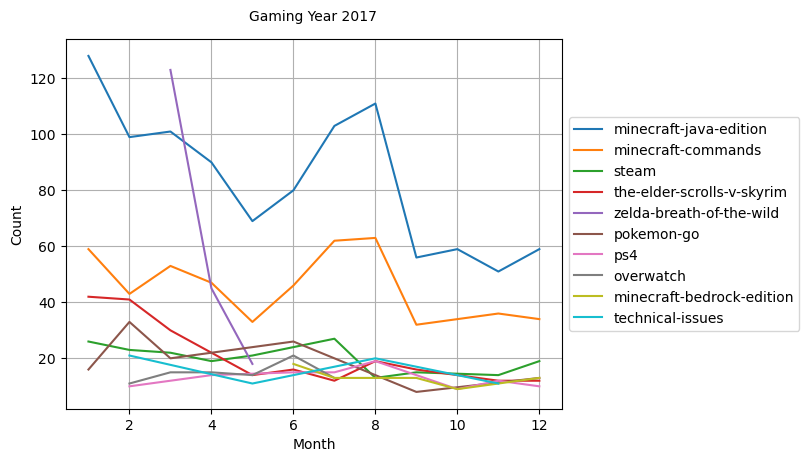 Gaming Year 2017
120
100
80
60
40
20
Count
2 4 6 8 10 12
Month
minecraft-java-edition
minecraft-commands
steam
the-elder-scrolls-v-skyrim
zelda-breath-of-the-wild
pokemon-go
ps4
overwatch
minecraft-bedrock-edition
technical-issues